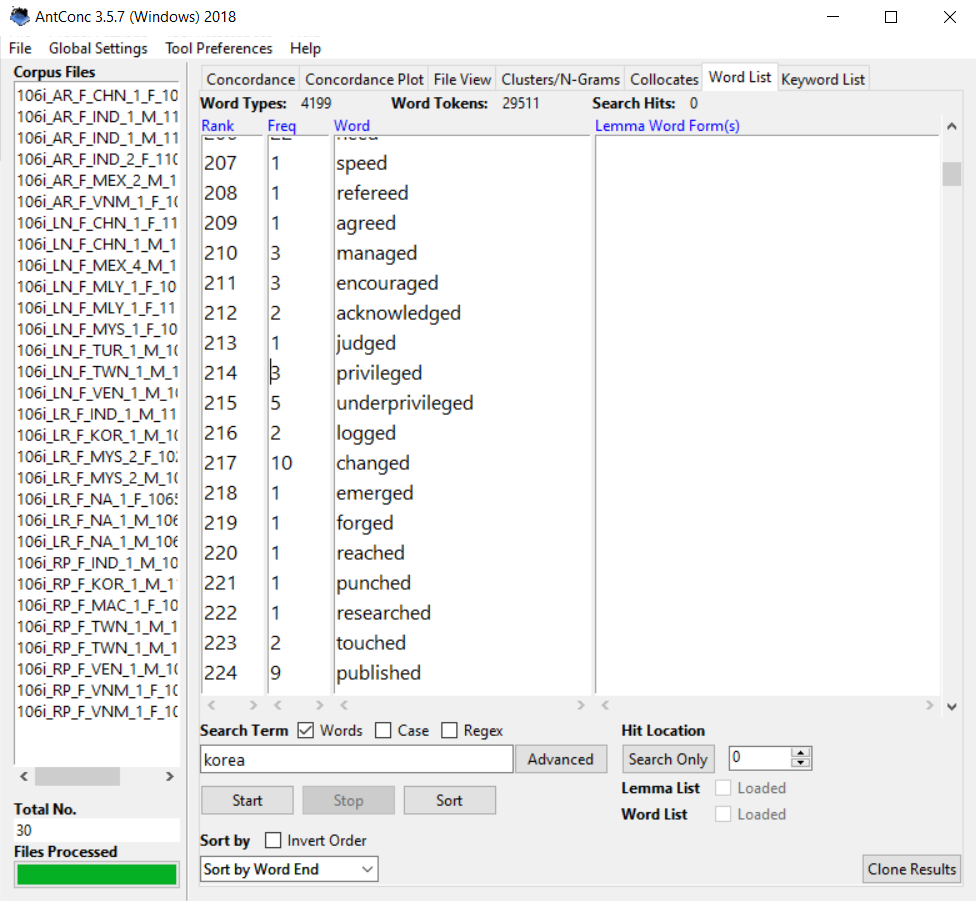 AntConc 3.5.7 (Windows) 2018
File Global Settings Tool Preferences Help
Corpus Files
106i_AR_F_CHN_1_F_10
106i_AR_F_IND_1_M_11
106i_AR_F_IND_1_M_11
106i_AR_F_IND_2_F_110
106i_AR_F_MEX_2_M_1
106i_AR_F_VNM_1_F_10
106i_LN_F_CHN_1_F_11
106i_LN_F_CHN_1_M_1
106i_LN_F_MEX_4_M_1
106i_LN_F_MLY_1_F_10
106i_LN_F_MLY_1_F_11
106i_LN_F_MYS_1_F_10
106i_LN_F_TUR_1_M_10
106i_LN_F_TWN_1_M_1
106i_LN_F_VEN_1_M_10
106i_LR_F_IND_1_M_11
106i_LR_F_KOR_1_M_10
106i_LR_F_MYS_2_F_10
106i_LR_F_MYS_2_M_10
106i_LR_F_NA_1_F_106
106i_LR_F_NA_1_M_106
106i_LR_F_NA_1_M_106
106i_RP_F_IND_1_M_10
106i_RP_F_KOR_1_M_1
106i_RP_F_MAC_1_F_10
106i_RP_F_TWN_1_M_1
106i_RP_F_TWN_1_M_1
106i_RP_F_VEN_1_M_10
106i_RP_F_VNM_1_F_10
106i_RP_F_VNM_1_F_10
Total No.
30
Files Processed
Concordance Concordance Plot File View Clusters/N-Grams Collocates Word List Keyword List
Word Types: 4199 Word Tokens: 29511 Search Hits: 0
Rank Freq Word Lemma Word Form(s)
206 22 need
207 1 speed
208 1 refereed
209 1 agreed
210 3 managed
211 3 encouraged
212 2 acknowledged
213 1 judged
214 3 privileged
215 5 underprivileged
216 2 logged
217 10 changed
218 1 emerged
219 1 forged
220 1 reached
221 1 punched
222 1 researched
223 2 touched
224 9 published
Search Term Words Case Regex Hit Location
korea Advanced Search Only 0
Start Stop Sort Lemma List Loaded
Word List Loaded
Sort by Invert Order
Sort by Word End Clone Results